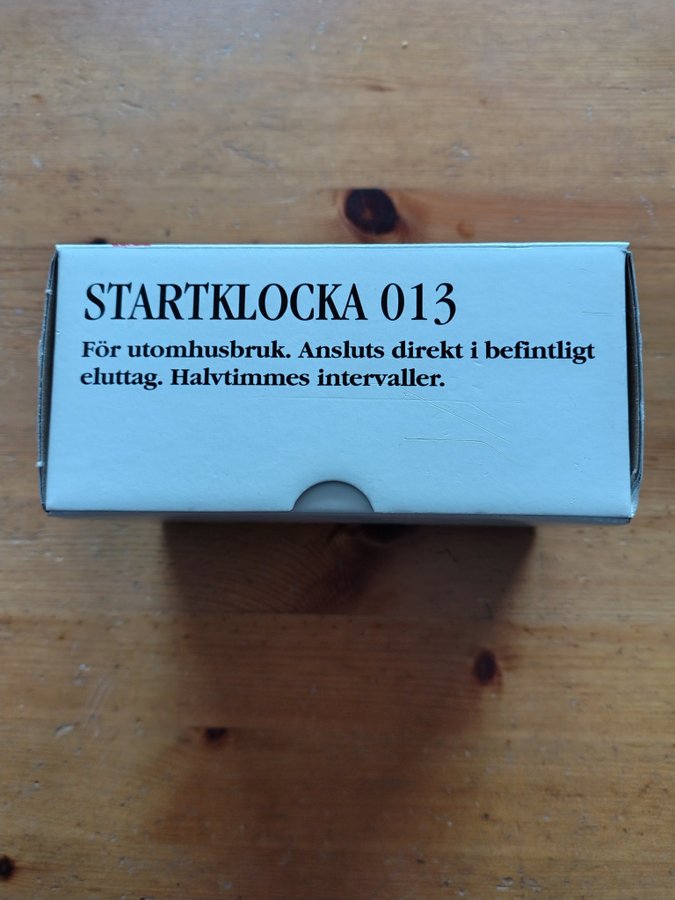 STARTKLOCKA 013
För utomhusbruk. Ansluts direkt i befintligt
eluttag. Halvtimmes intervaller.